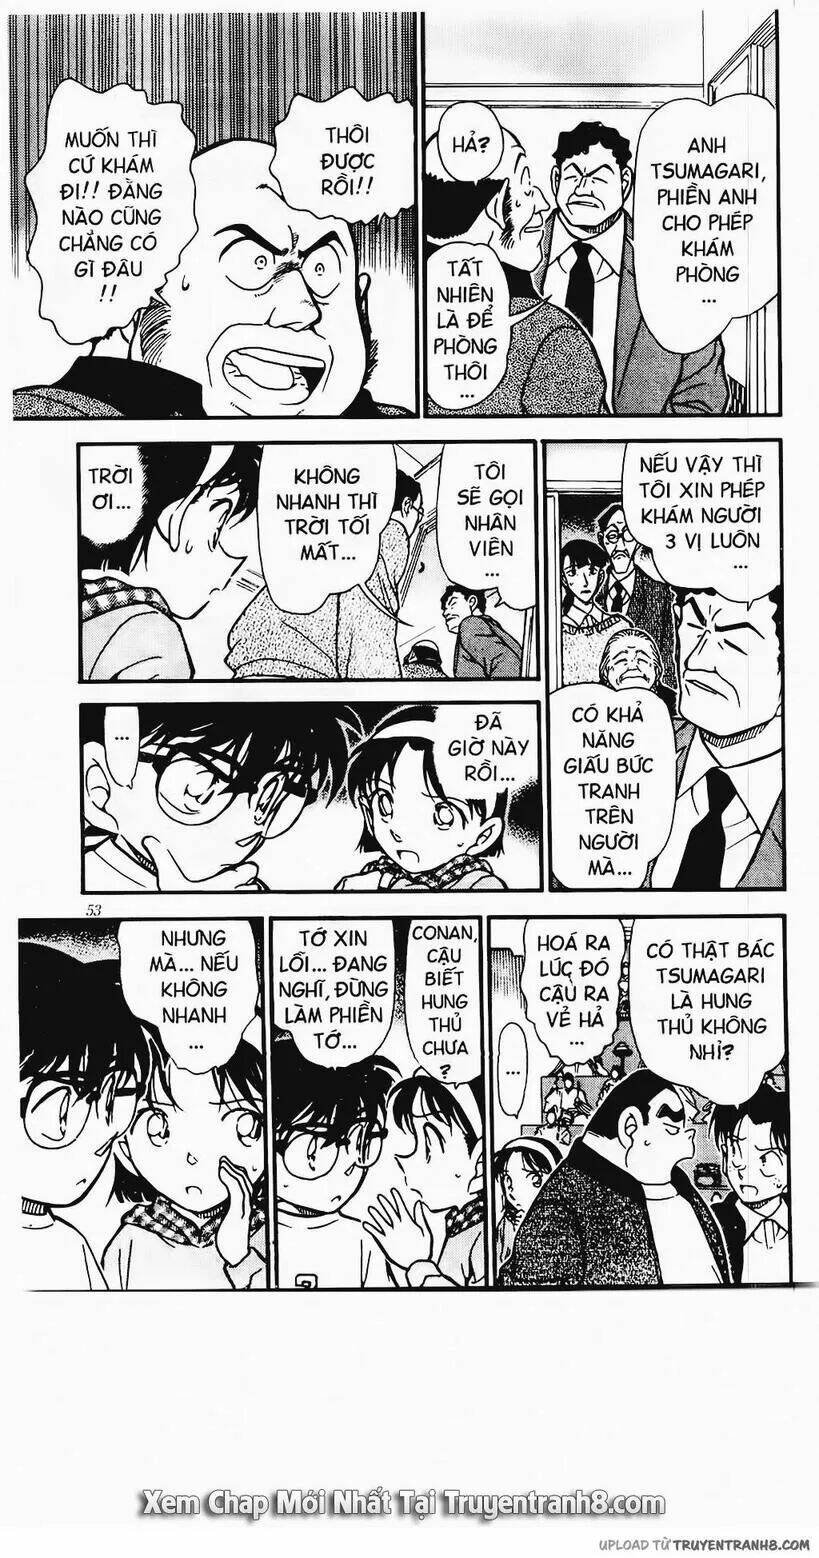 ANH
TSUMAGARI,
PHIỀN ANH
CHO PHÉP
KHÁM
PHÒNG
...
HẢ?
TẤT
NHIÊN
LÀ ĐỂ
PHÒNG
THÔI
...
THÔI
ĐƯỢC
RỒI!!
MUỐN THÌ
CỨ KHÁM
ĐI!! ĐẰNG
NÀO CŨNG
CHẲNG CÓ
GÌ ĐÂU
!!
NẾU VẬY THÌ
TÔI XIN PHÉP
KHÁM NGƯỜI
3 VỊ LUÔN
...
CÓ KHẢ
NĂNG
GIẤU BỨC
TRANH
TRÊN
NGƯỜI
MÀ...
TÔI
SẼ GỌI
NHÂN
VIÊN
...
KHÔNG
NHANH THÌ
TRỜI TỐI
MẤT...
TRỜI
ƠI...
ĐÃ
GIỜ NÀY
RỒI...
...
53
CÓ THẬT BÁC
TSUMAGARI
LÀ HUNG
THỦ KHÔNG
NHỈ?
HOÁ RA
LÚC ĐÓ
CẬU RA
VẺ HẢ
...
...
CONAN,
CẬU
BIẾT
HUNG
THỦ
CHƯA
?
TỚ XIN
LỖI... ĐANG
NGHĨ, ĐỪNG
LÀM PHIỀN
TỚ...
NHƯNG
MÀ... NẾU
KHÔNG
NHANH
...
Xem Chap Mới Nhất Tại Truyentranh8.com
UPLOAD TỪ TRUYENTRANH8.COM